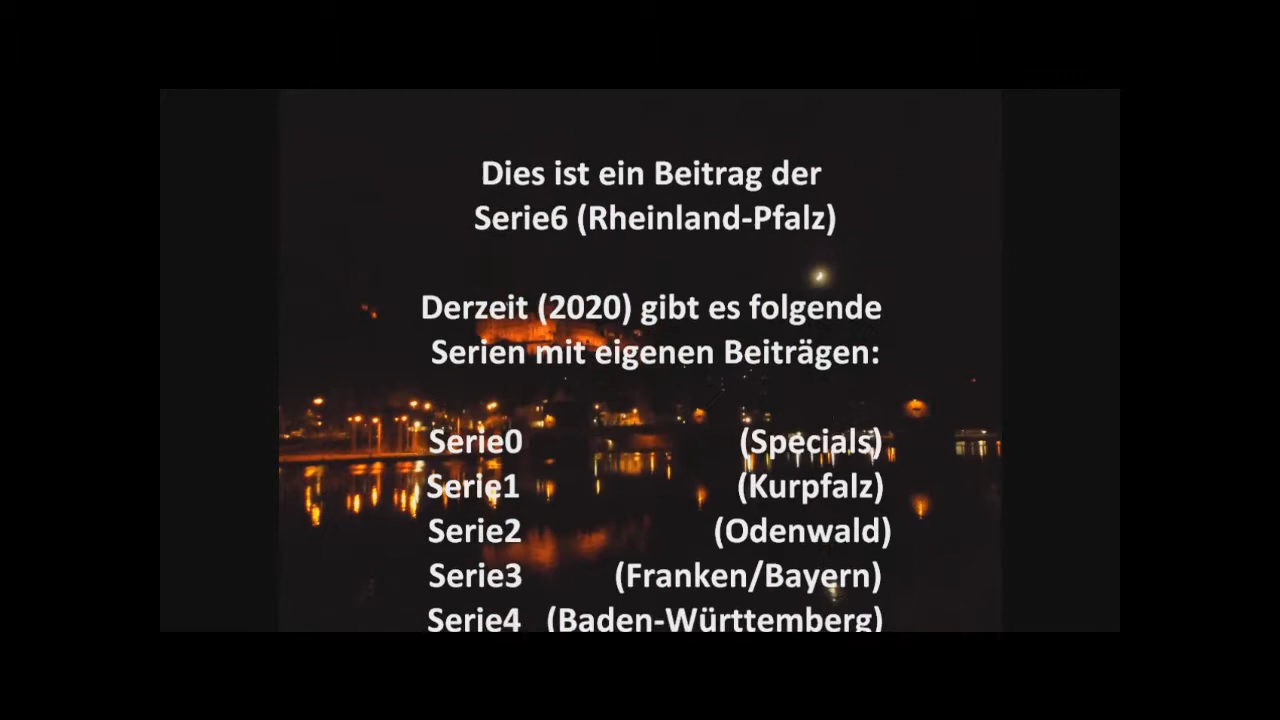 Dies ist ein Beitrag der
Serie6 (Rheinland-Pfalz)
Derzeit (2020) gibt es folgende
Serien mit eigenen Beiträgen:
Serie0 (Specials)
Serie1 (Kurpfalz)
Serie2 (Odenwald)
Serie3 (Franken/Bayern)
Serie4 (Baden-Württemberg)